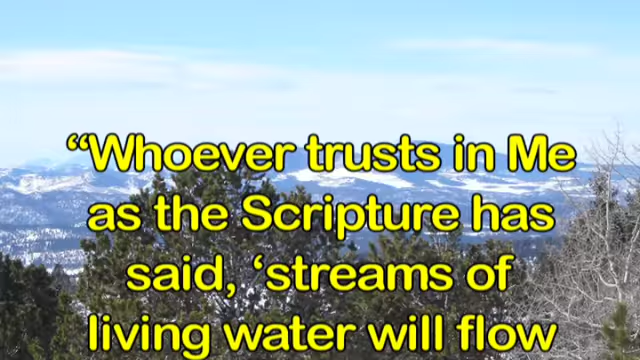 “Whoever trusts in Me
as the Scripture has
said, ‘streams of
living water will flow